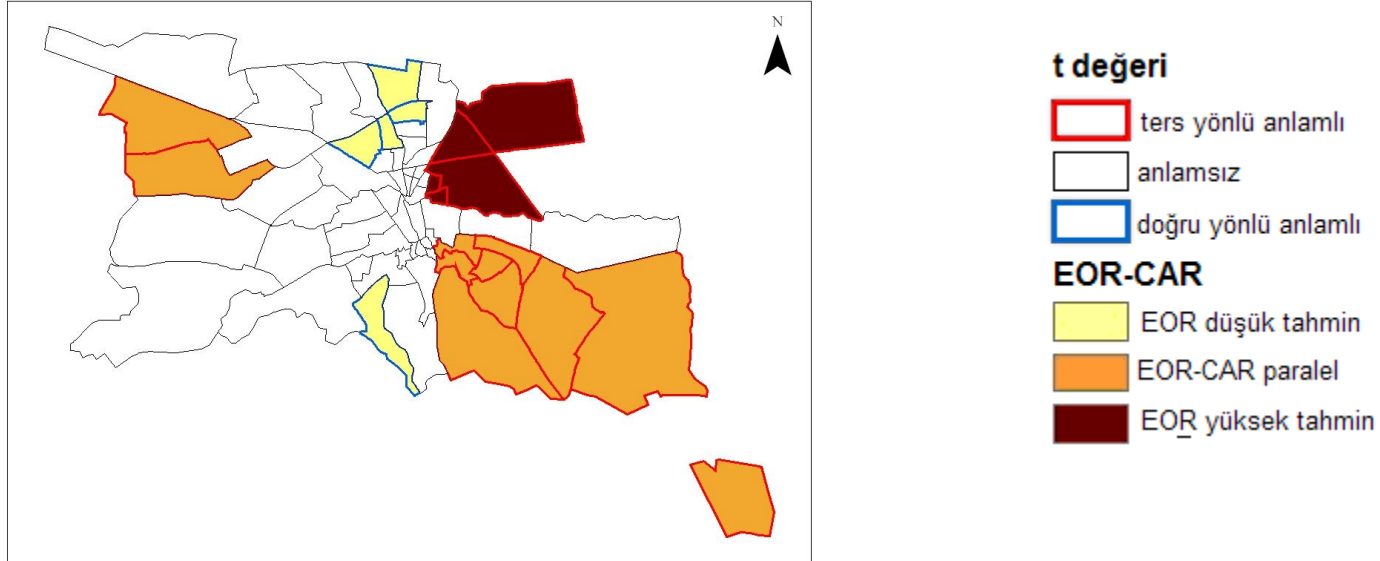 N
t değeri
ters yönlü anlamlı
anlamsız
doğru yönlü anlamlı
EOR-CAR
EOR düşük tahmin
EOR-CAR paralel
EOR yüksek tahmin